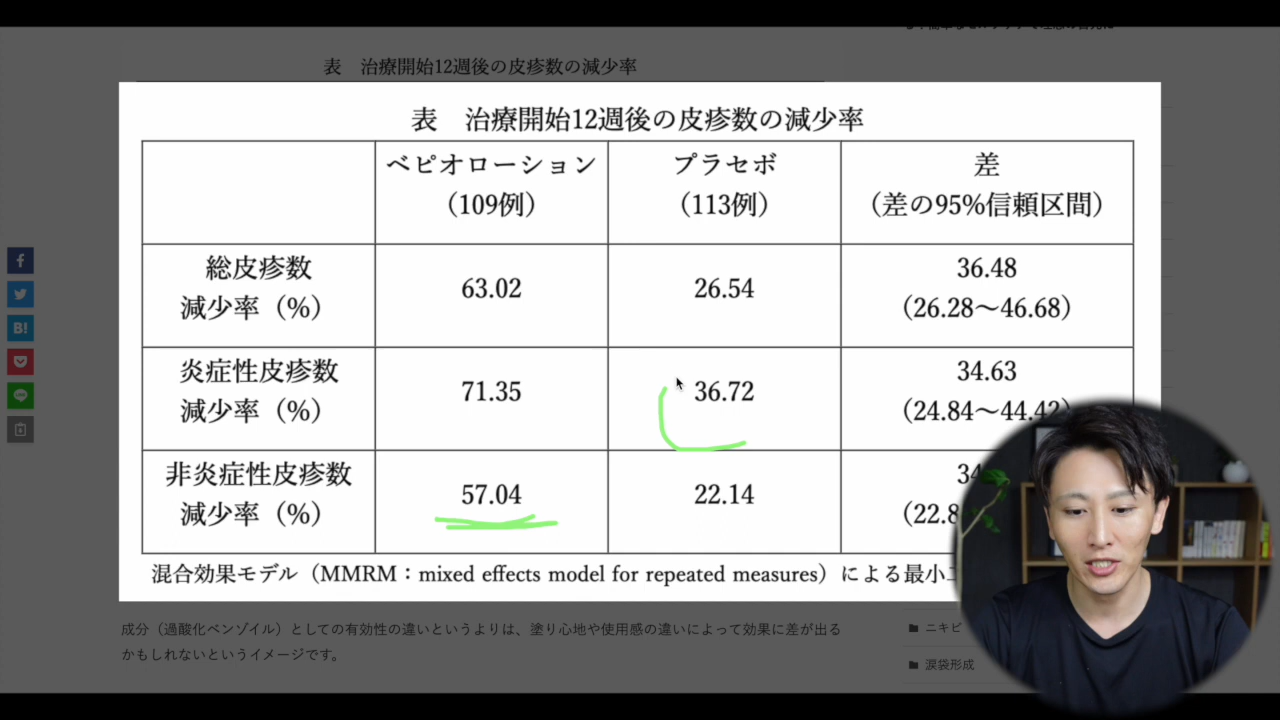 表 治療開始12週後の皮疹数の減少率
表 治療開始12週後の皮疹数の減少率
ベピオローション
(109例)
プラセボ
(113例)
差
(差の95%信頼区間)
総皮疹数
減少率(%)
63.02
26.54
36.48
(26.28〜46.68)
炎症性皮疹数
減少率(%)
71.35
36.72
34.63
(24.84〜44.42)
非炎症性皮疹数
減少率(%)
57.04
22.14
34
(22.8
混合効果モデル(MMRM:mixed effects model for repeated measures)による最小
成分(過酸化ベンゾイル)としての有効性の違いというよりは、塗り心地や使用感の違いによって効果に差が出る
かもしれないというイメージです。
B!
ニキビ
涙袋形成